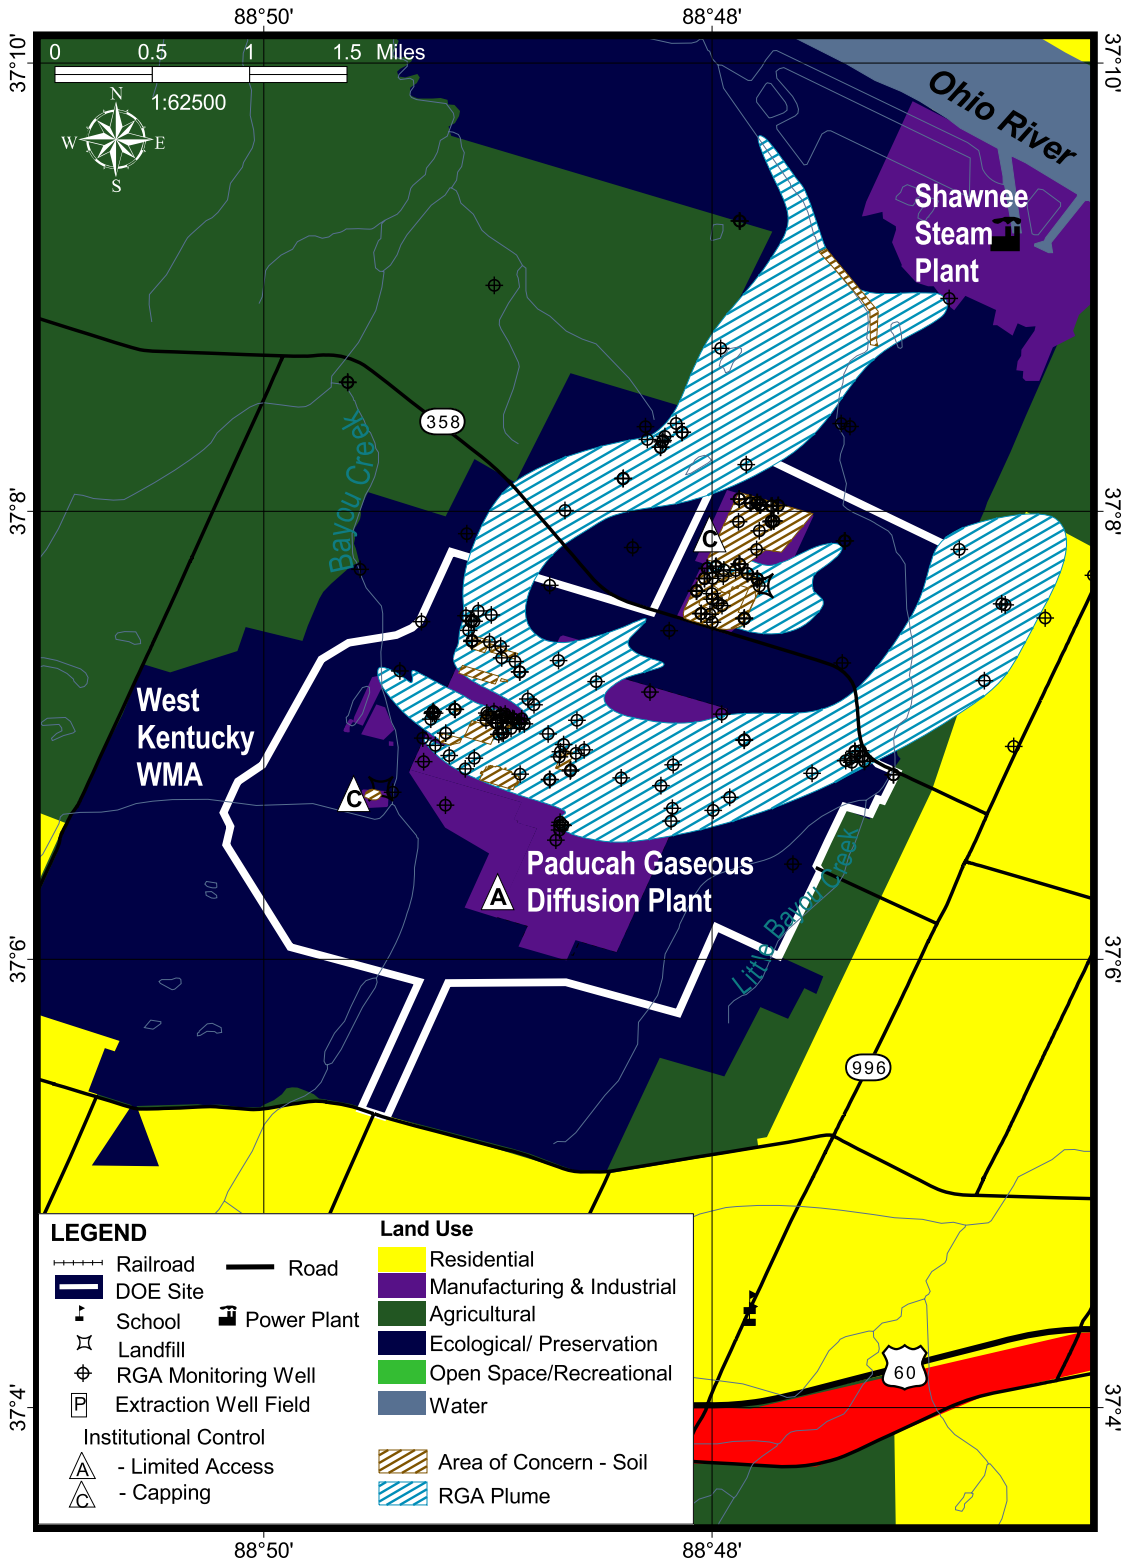 88°50'
88°48'
37°10'
37°10'
0 0.5 1 1.5 Miles
1:62500
N
W E
S
Ohio River
Shawnee
Steam
Plant
358
Bayou Creek
37°8'
37°8'
C
West
Kentucky
WMA
C
Paducah Gaseous
Diffusion Plant
A
Little Bayou Creek
37°6'
37°6'
996
LEGEND
Railroad
Road
DOE Site
School
Power Plant
Landfill
RGA Monitoring Well
P Extraction Well Field
Institutional Control
A - Limited Access
C - Capping
Land Use
Residential
Manufacturing & Industrial
Agricultural
Ecological/ Preservation
Open Space/Recreational
Water
Area of Concern - Soil
RGA Plume
60
37°4'
37°4'
88°50'
88°48'